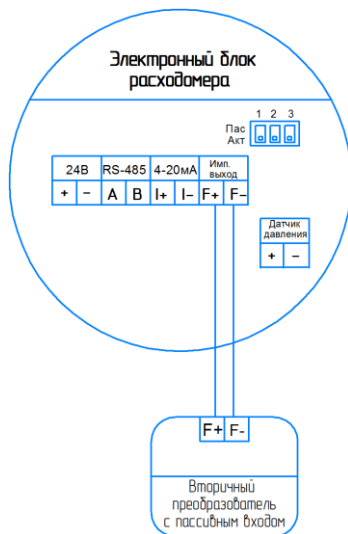 Электронный блок
расходомера
1 2 3
Пас
Акт
24В RS-485 4-20мА Имп. выход
+ − A B I+ I− F+ F−
Датчик
давления
+ −
F+ F-
Вторичный
преобразователь
с пассивным входом